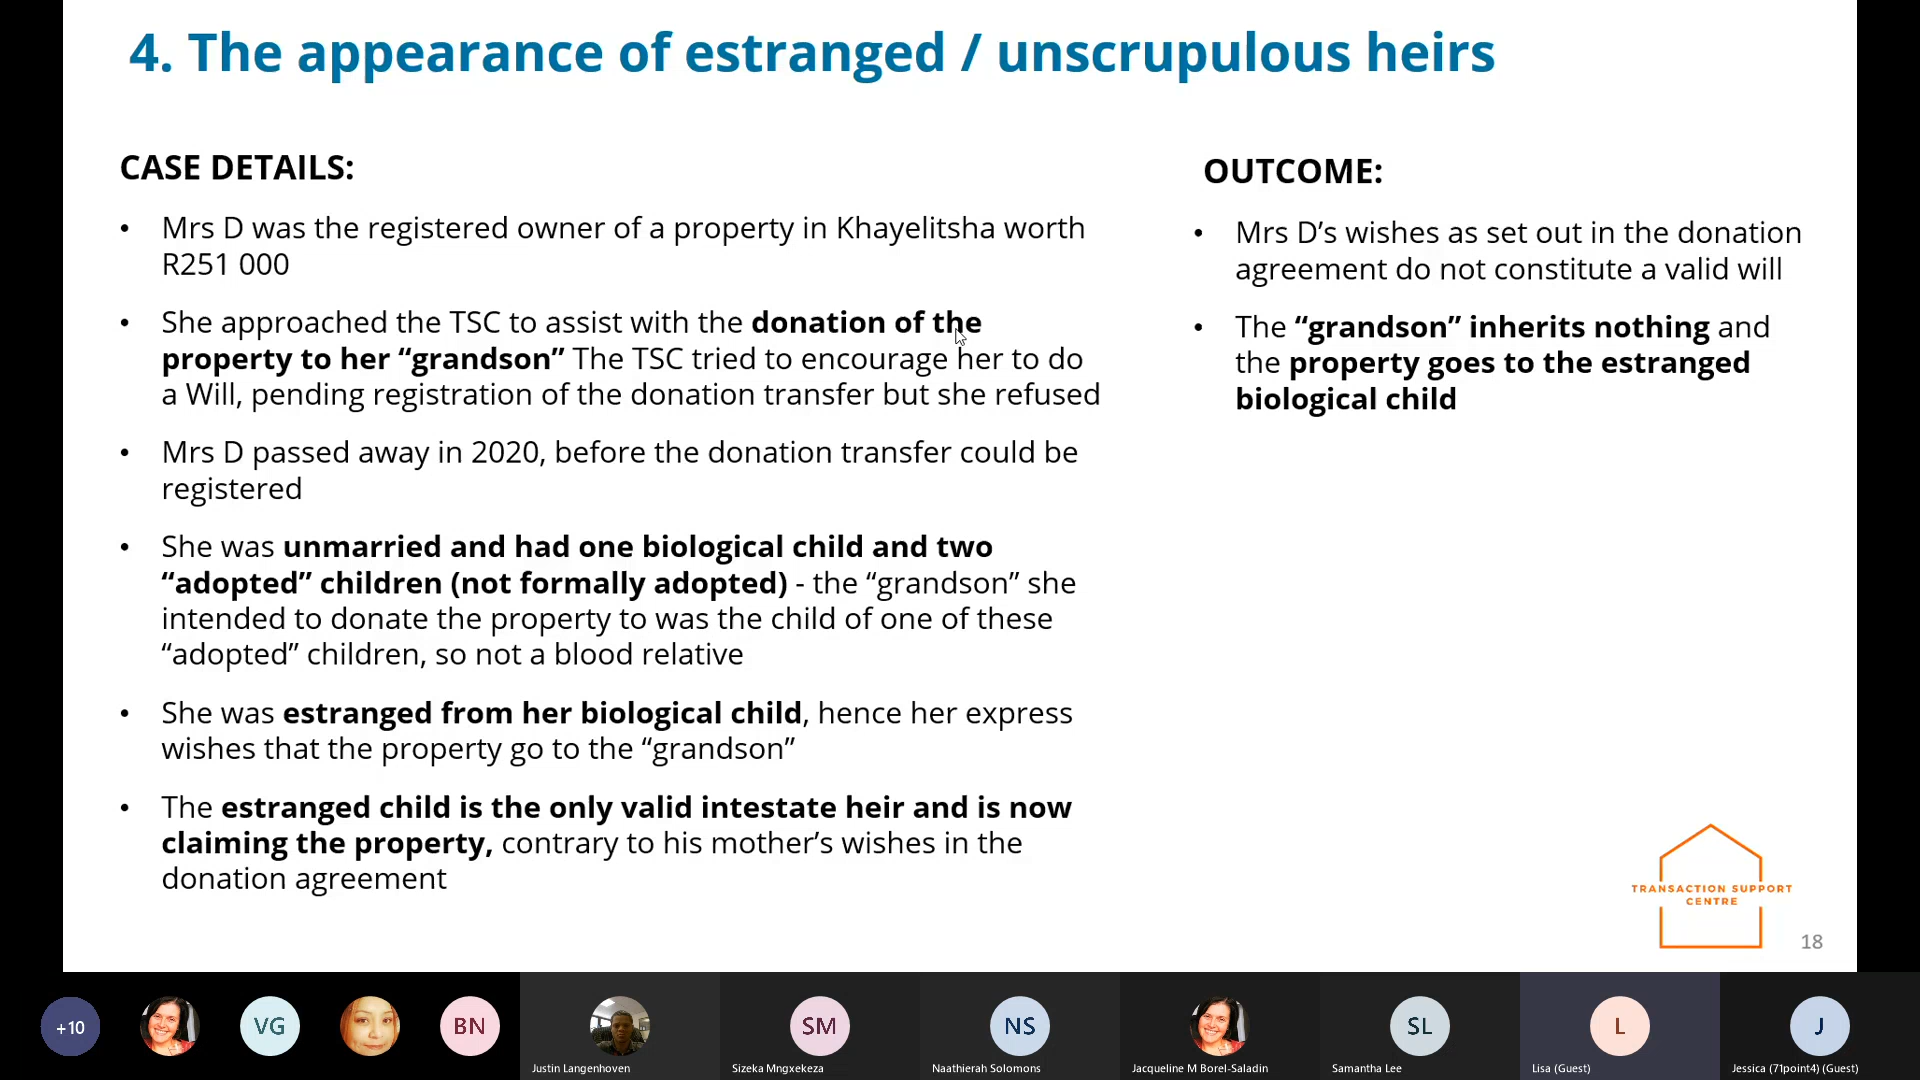 4. The appearance of estranged / unscrupulous heirs
CASE DETAILS:
• Mrs D was the registered owner of a property in Khayelitsha worth
R251 000
• She approached the TSC to assist with the donation of the
property to her “grandson” The TSC tried to encourage her to do
a Will, pending registration of the donation transfer but she refused
• Mrs D passed away in 2020, before the donation transfer could be
registered
• She was unmarried and had one biological child and two
“adopted” children (not formally adopted) - the “grandson” she
intended to donate the property to was the child of one of these
“adopted” children, so not a blood relative
• She was estranged from her biological child, hence her express
wishes that the property go to the “grandson”
• The estranged child is the only valid intestate heir and is now
claiming the property, contrary to his mother’s wishes in the
donation agreement
OUTCOME:
• Mrs D’s wishes as set out in the donation
agreement do not constitute a valid will
• The “grandson” inherits nothing and
the property goes to the estranged
biological child
TRANSACTION SUPPORT
CENTRE
18
+10
VG
BN
SM
NS
SL
L
J
Justin Langenhoven
Sizeka Mngxekeza
Naathierah Solomons
Jacqueline M Borel-Saladin
Samantha Lee
Lisa (Guest)
Jessica (71point4) (Guest)